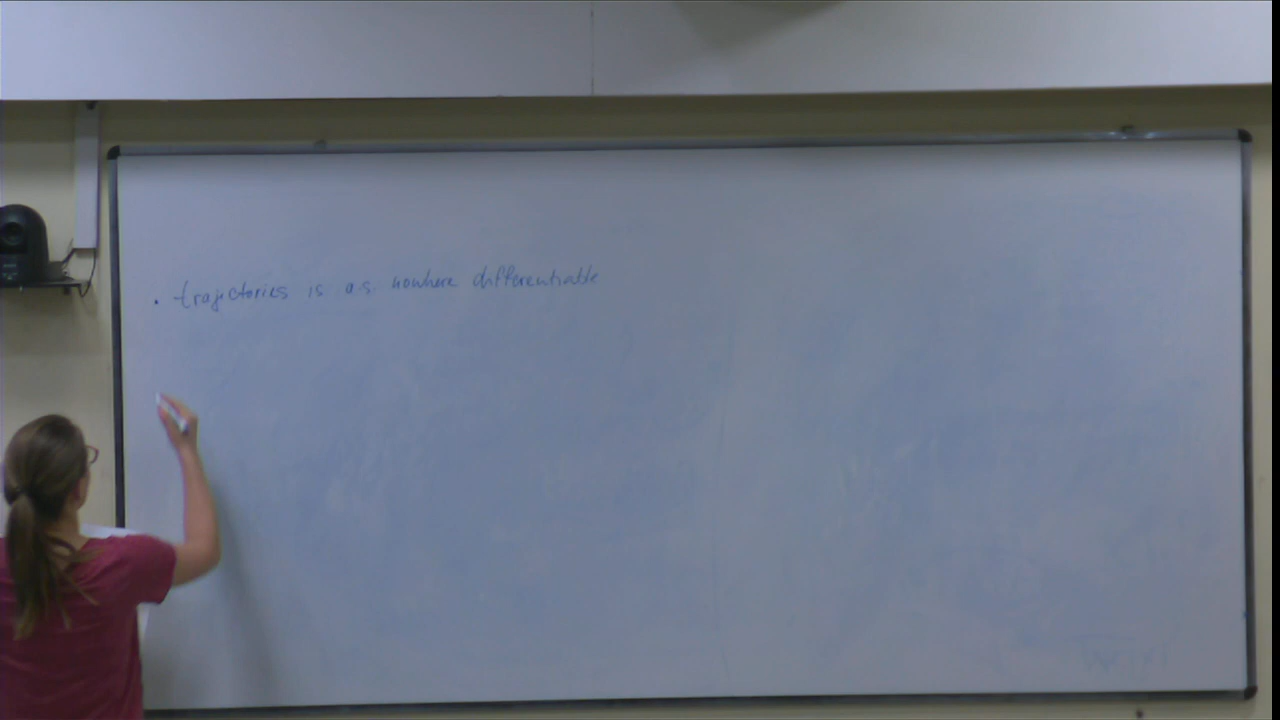 • trajectories is a.s. nowhere differentiable